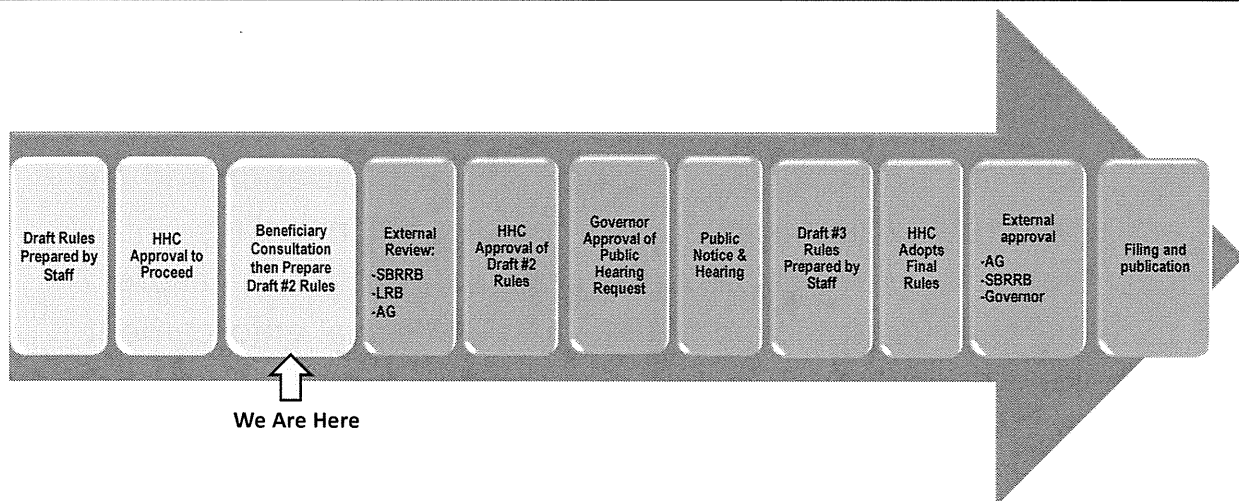 Draft Rules
Prepared by
Staff
HHC
Approval to
Proceed
Beneficiary
Consultation
then Prepare
Draft #2 Rules
External
Review:
-SBRRB
-LRB
-AG
HHC
Approval of
Draft #2
Rules
Governor
Approval of
Public
Hearing
Request
Public
Notice &
Hearing
Draft #3
Rules
Prepared by
Staff
HHC
Adopts
Final
Rules
External
approval
-AG
-SBRRB
-Governor
Filing and
publication
We Are Here